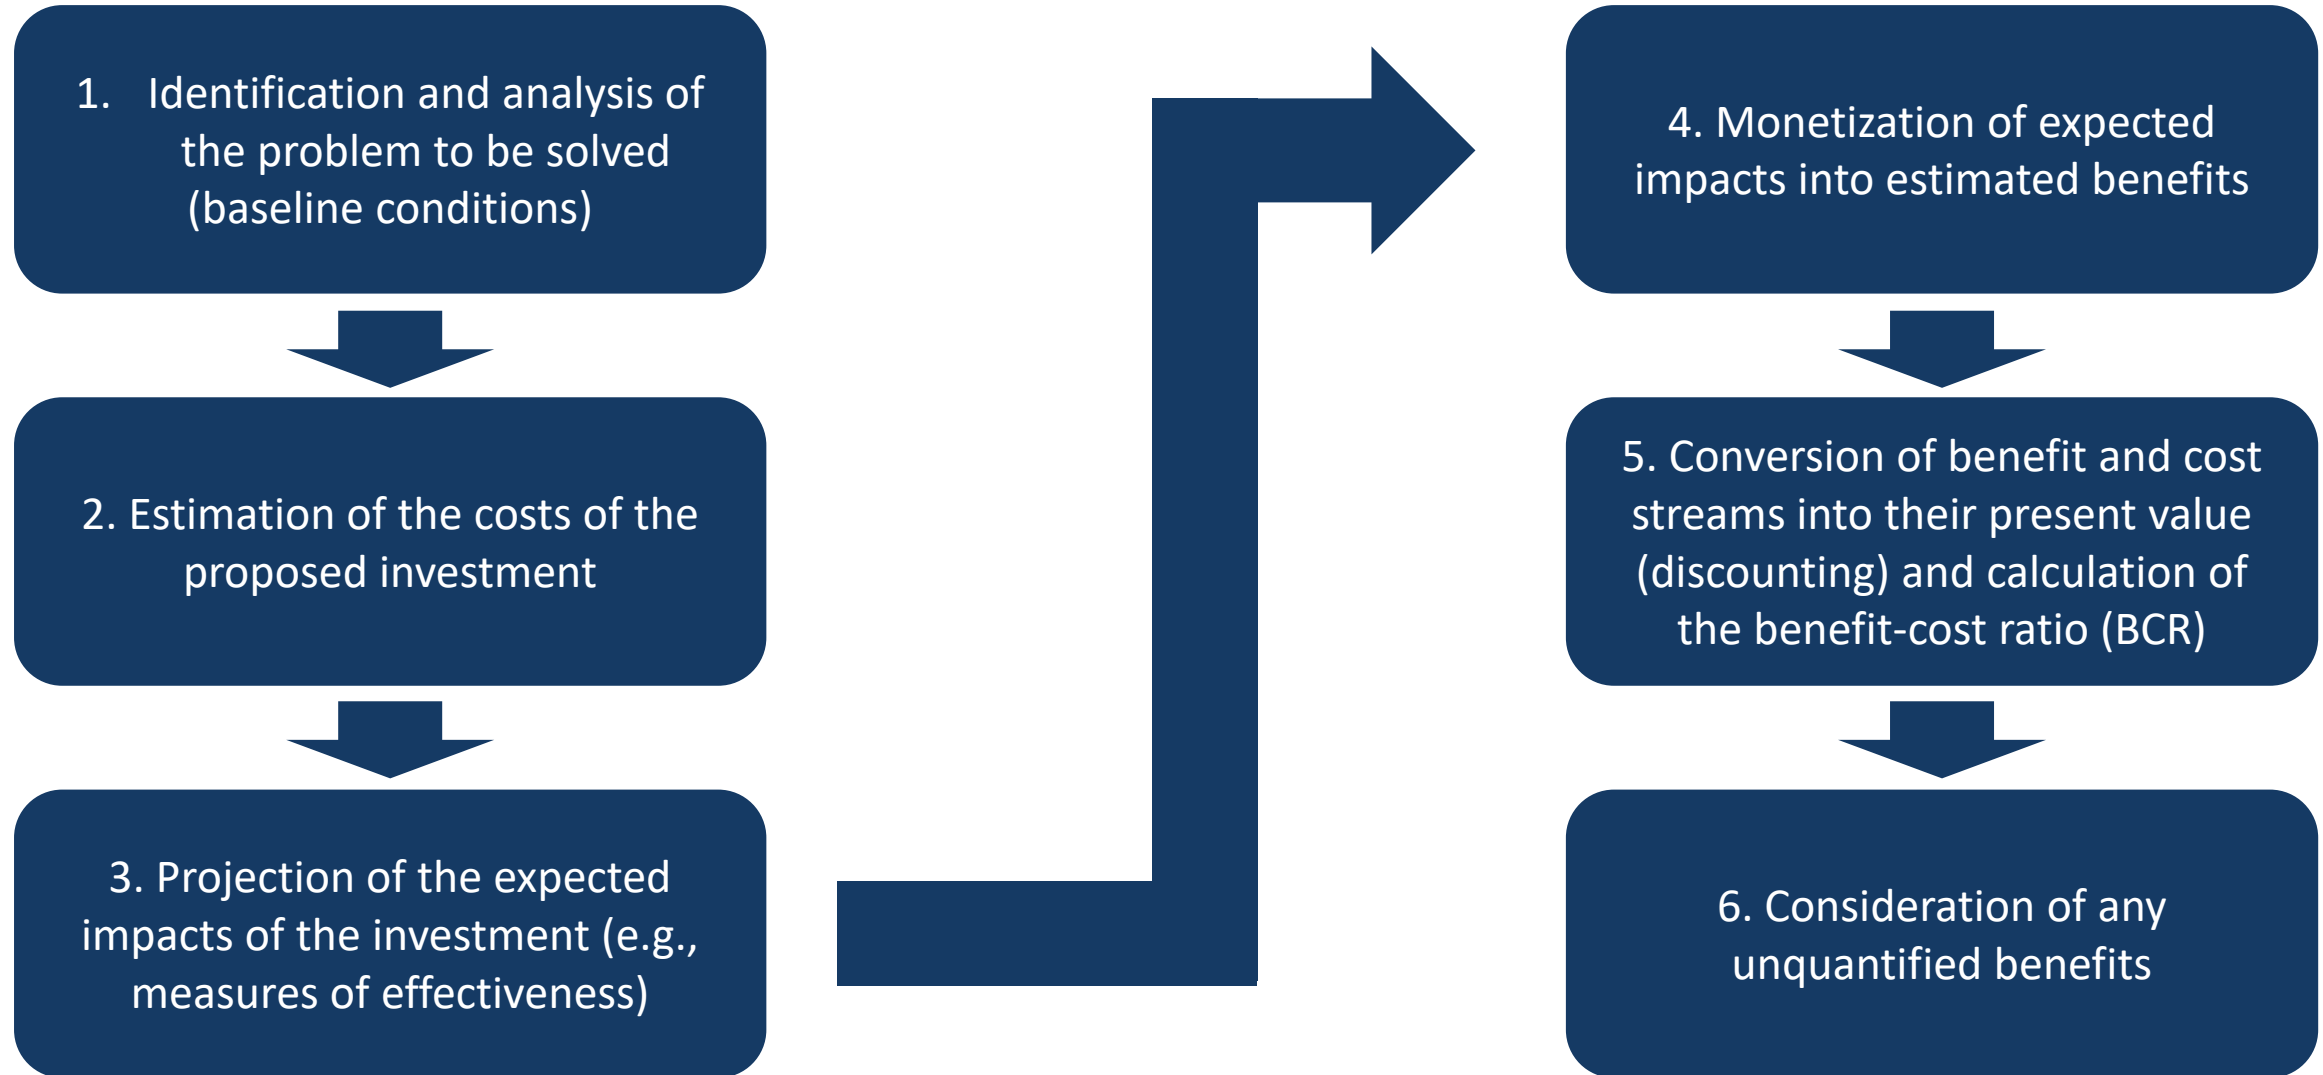 1. Identification and analysis of
the problem to be solved
(baseline conditions)
2. Estimation of the costs of the
proposed investment
3. Projection of the expected
impacts of the investment (e.g.,
measures of effectiveness)
4. Monetization of expected
impacts into estimated benefits
5. Conversion of benefit and cost
streams into their present value
(discounting) and calculation of
the benefit-cost ratio (BCR)
6. Consideration of any
unquantified benefits